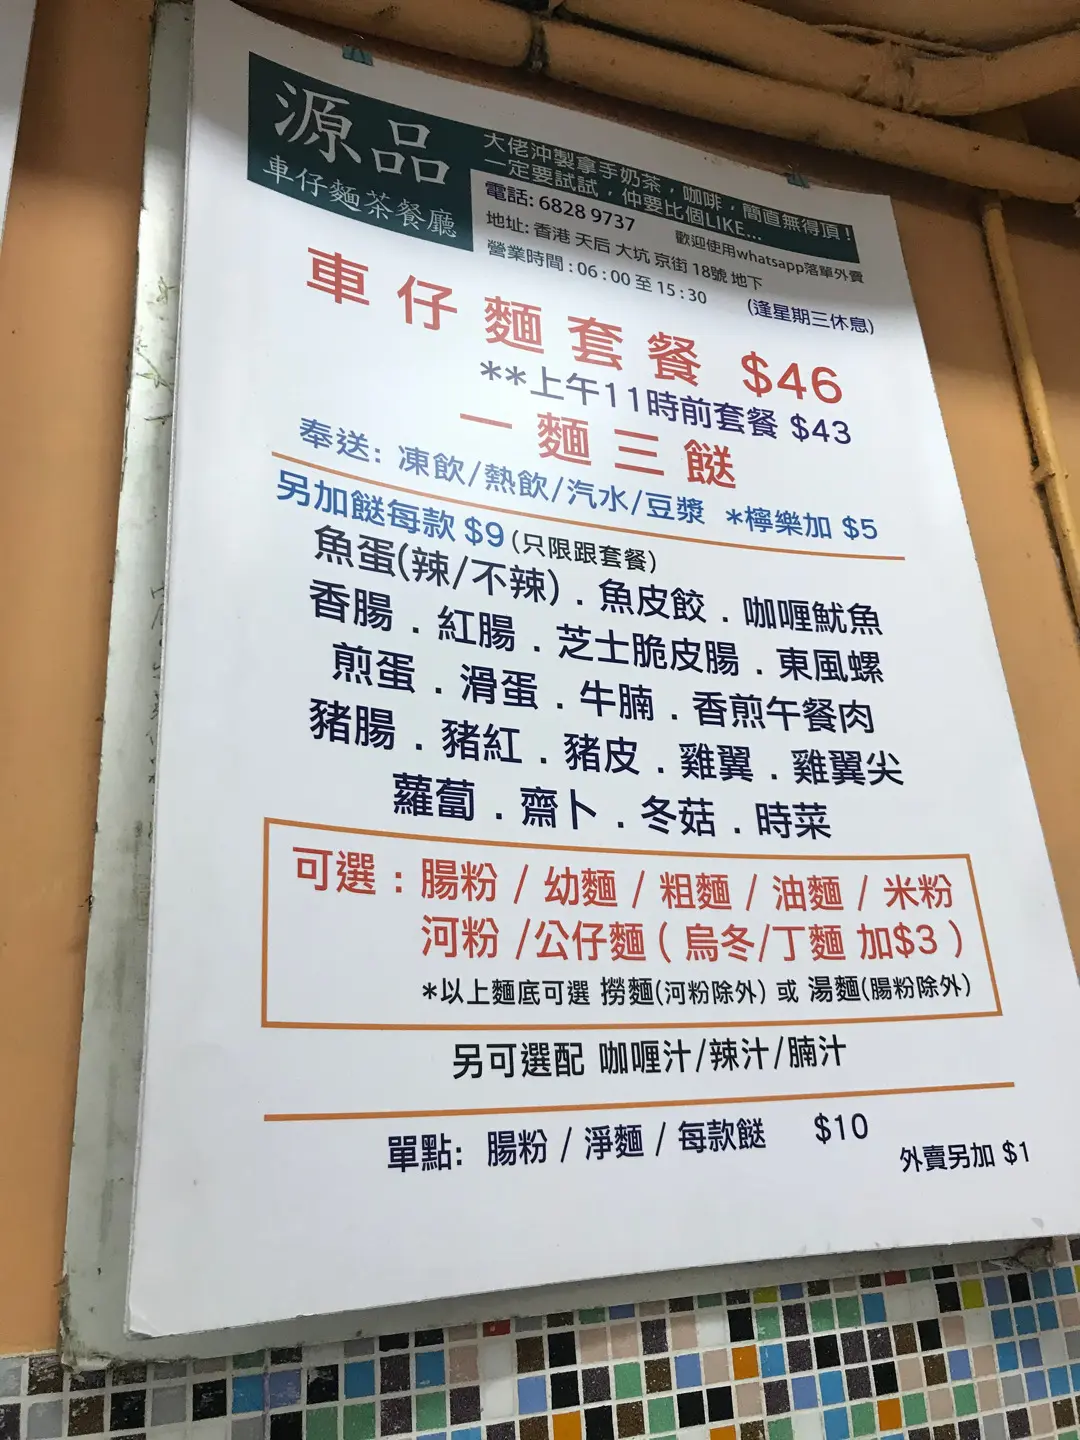 源品
車仔麵茶餐廳
大佬沖製拿手奶茶，咖啡，簡直無得頂！
一定要試試，仲要比個LIKE...
電話: 6828 9737
歡迎使用whatsapp落單外賣
地址: 香港 天后 大坑 京街 18號 地下
營業時間 : 06 : 00 至 15 : 30
(逢星期三休息)
車仔麵套餐 $46
**上午11時前套餐 $43
一麵三餸
奉送: 凍飲/熱飲/汽水/豆漿 *檸樂加 $5
另加餸每款 $9 (只限跟套餐)
魚蛋(辣/不辣) . 魚皮餃 . 咖喱魷魚
香腸 . 紅腸 . 芝士脆皮腸 . 東風螺
煎蛋 . 滑蛋 . 牛腩 . 香煎午餐肉
豬腸 . 豬紅 . 豬皮 . 雞翼 . 雞翼尖
蘿蔔 . 齋卜 . 冬菇 . 時菜
可選 : 腸粉 / 幼麵 / 粗麵 / 油麵 / 米粉
河粉 /公仔麵 ( 烏冬/丁麵 加$3 )
*以上麵底可選 撈麵(河粉除外) 或 湯麵(腸粉除外)
另可選配 咖喱汁/辣汁/腩汁
單點: 腸粉 / 淨麵 / 每款餸 $10
外賣另加 $1